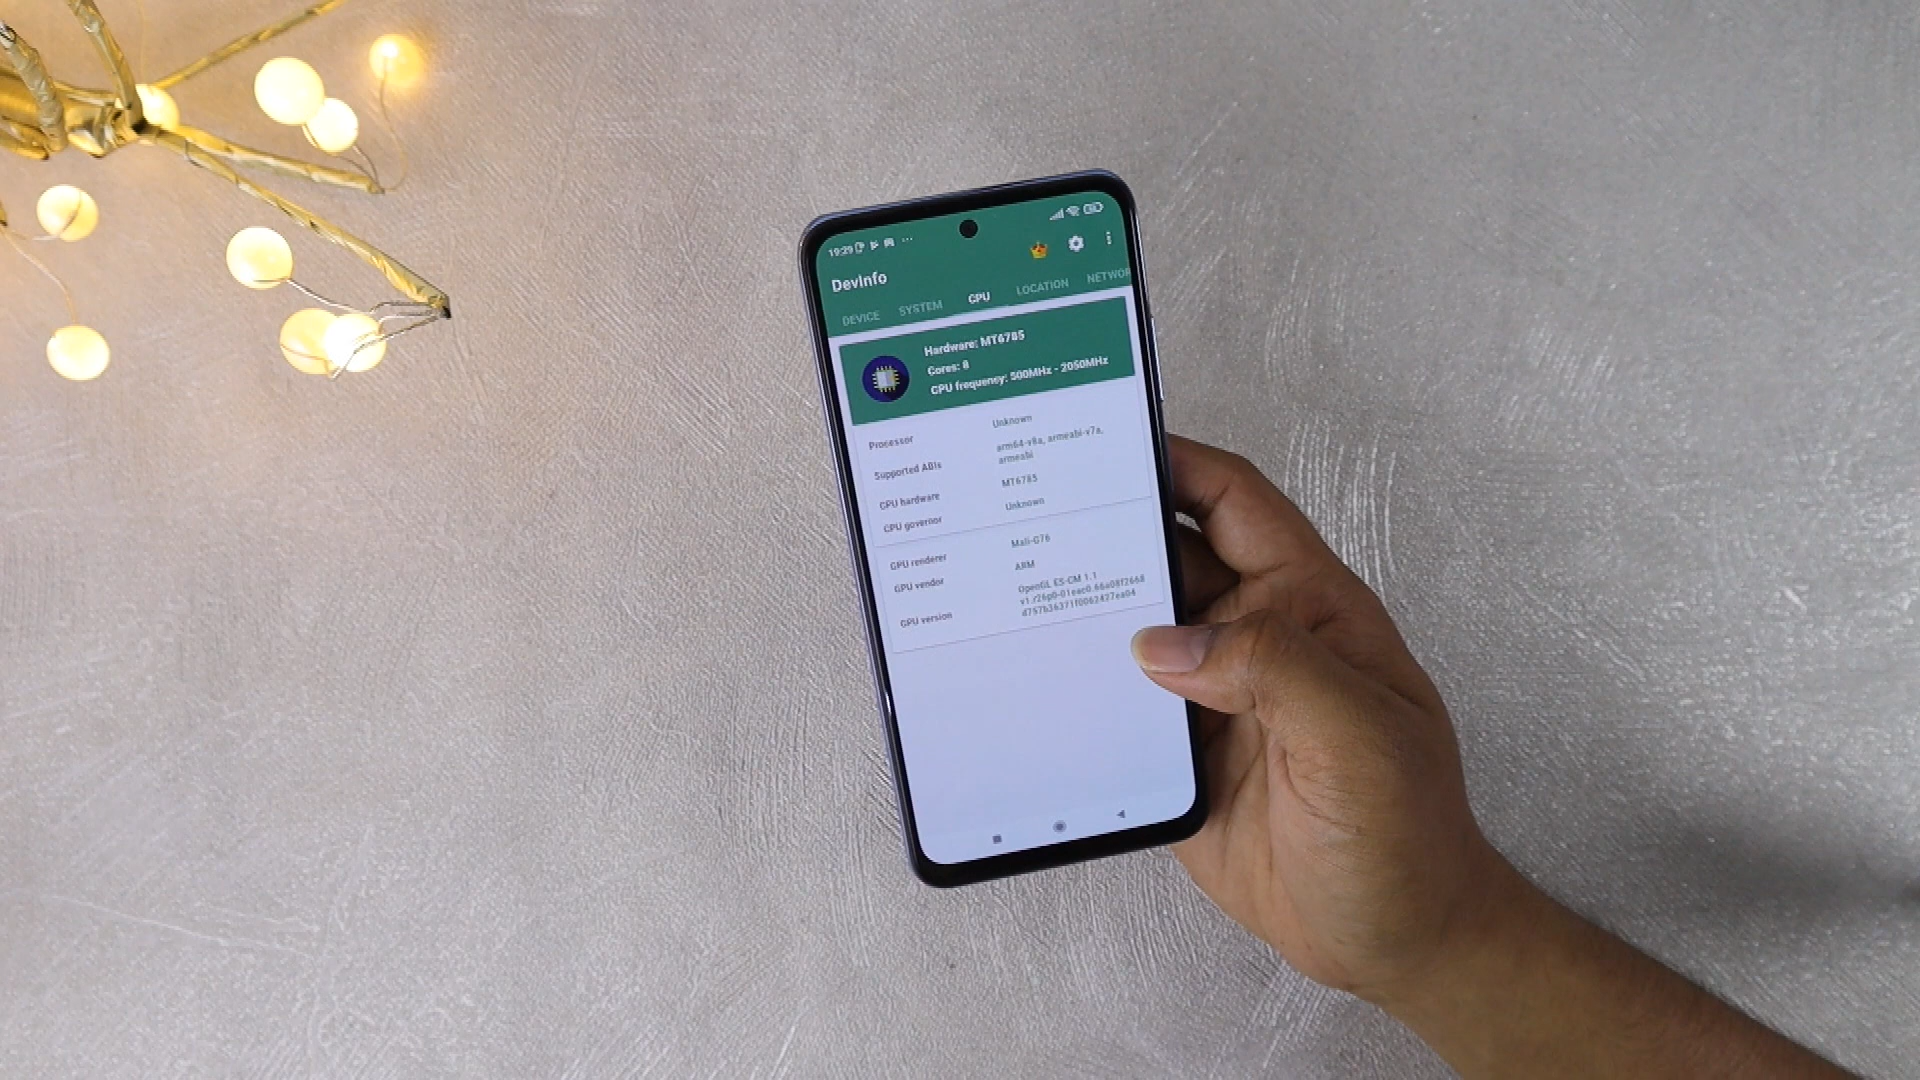 19:29
DevInfo
DEVICE SYSTEM CPU LOCATION NETWOR
Hardware: MT6785
Cores: 8
CPU frequency: 500MHz - 2050MHz
Processor Unknown
Supported ABIs arm64-v8a, armeabi-v7a,
armeabi
CPU hardware MT6785
CPU governor Unknown
GPU renderer Mali-G76
GPU vendor ARM
GPU version OpenGL ES-CM 1.1